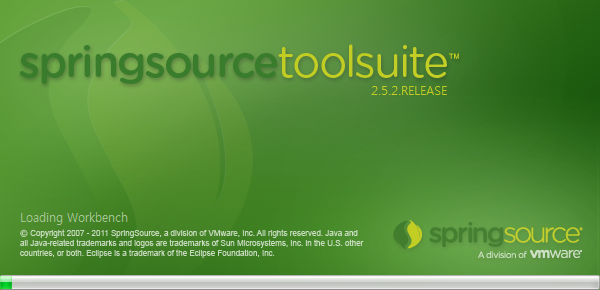 springsourcetoolsuite™
2.5.2.RELEASE
Loading Workbench
© Copyright 2007 - 2011 SpringSource, a division of VMware, Inc. All rights reserved. Java and
all Java-related trademarks and logos are trademarks of Sun Microsystems, Inc. in the U.S. other
countries, or both. Eclipse is a trademark of the Eclipse Foundation, Inc.
springsource®
A division of vmware®